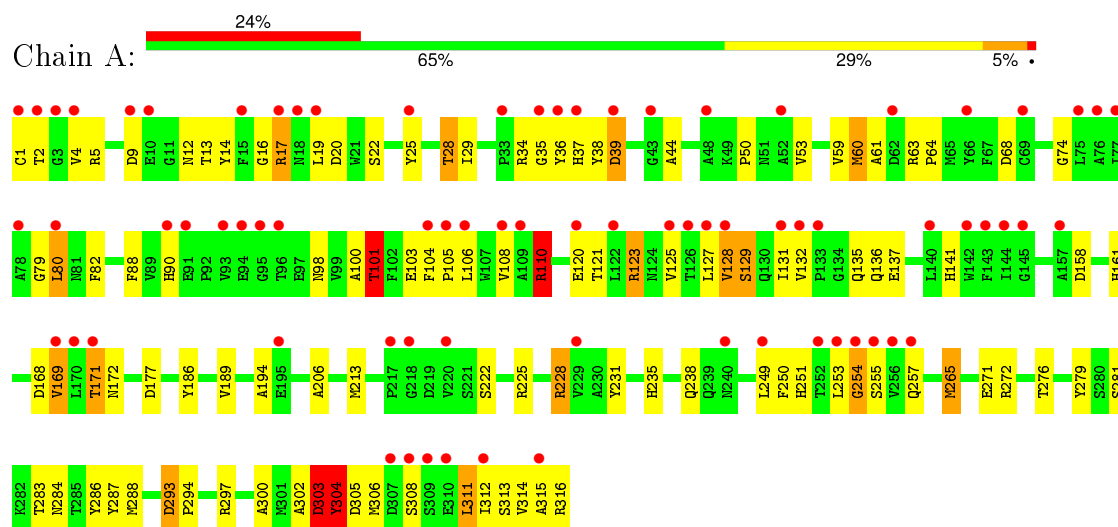 24%
Chain A:
65% 29% 5% •
C1 T2 G3 V4 R5 D9 E10 G11 N12 T13 Y14 F15 G16 R17 N18 L19 D20 W21 S22 Y25 T28 I29 P33 R34 G35 Y36 H37 Y38 D39 G43 A44 A48 K49 P50 N51 A52 V53 V59 M60 A61 D62 R63 P64 M65 Y66 F67 D68 C69 G74 L75 A76 I77
A78 G79 L80 N81 F82 F88 V89 H90 E91 P92 V93 E94 G95 T96 E97 N98 V99 A100 T101 F102 E103 F104 P105 L106 W107 V108 A109 R110 E120 T121 L122 R123 N124 V125 T126 L127 V128 S129 Q130 I131 V132 P133 G134 Q135 Q136 E137 L140 H141 W142 F143 I144 G145 A157 D158 H161
D168 V169 L170 T171 N172 D177 Y186 V189 A194 E195 A206 M213 P217 G218 D219 V220 S221 S222 R225 R228 V229 A230 Y231 H235 Q238 Q239 N240 L249 F250 H251 T252 L253 G254 S255 V256 Q257 M265 E271 R272 T276 Y279 S280 S281
K282 T283 N284 T285 Y286 Y287 M288 D293 P294 R297 A300 M301 A302 D303 Y304 D305 M306 D307 S308 S309 E310 L311 I312 S313 V314 A315 R316